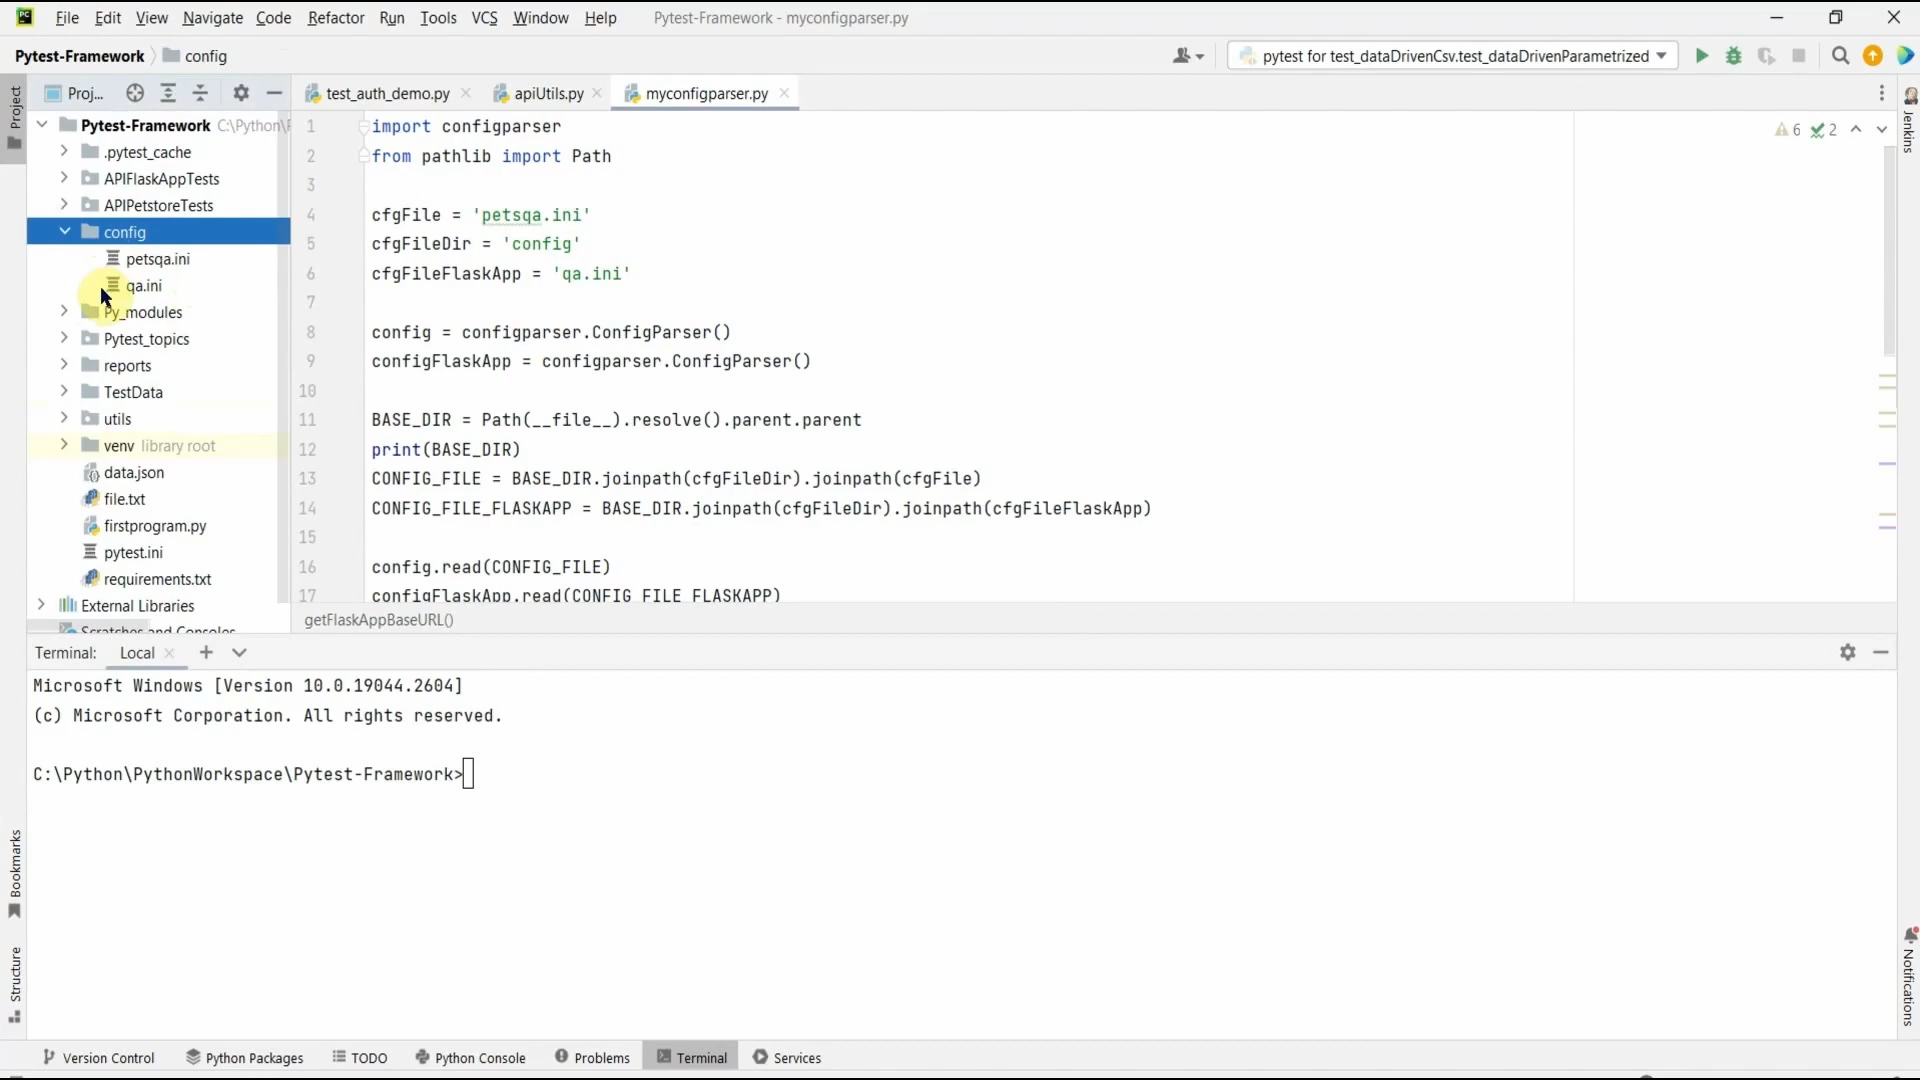 File Edit View Navigate Code Refactor Run Tools VCS Window Help Pytest-Framework - myconfigparser.py
Pytest-Framework config
pytest for test_dataDrivenCsv.test_dataDrivenParametrized
Project
Proj...
test_auth_demo.py apiUtils.py myconfigparser.py
Jenkins
Pytest-Framework C:\Python\
.pytest_cache
APIFlaskAppTests
APIPetstoreTests
config
petsqa.ini
qa.ini
Py_modules
Pytest_topics
reports
TestData
utils
venv library root
data.json
file.txt
firstprogram.py
pytest.ini
requirements.txt
External Libraries
Scratches and Consoles
6 2
1 import configparser
2 from pathlib import Path
3
4 cfgFile = 'petsqa.ini'
5 cfgFileDir = 'config'
6 cfgFileFlaskApp = 'qa.ini'
7
8 config = configparser.ConfigParser()
9 configFlaskApp = configparser.ConfigParser()
10
11 BASE_DIR = Path(__file__).resolve().parent.parent
12 print(BASE_DIR)
13 CONFIG_FILE = BASE_DIR.joinpath(cfgFileDir).joinpath(cfgFile)
14 CONFIG_FILE_FLASKAPP = BASE_DIR.joinpath(cfgFileDir).joinpath(cfgFileFlaskApp)
15
16 config.read(CONFIG_FILE)
17 configFlaskApp.read(CONFIG_FILE_FLASKAPP)
getFlaskAppBaseURL()
Terminal: Local
Microsoft Windows [Version 10.0.19044.2604]
(c) Microsoft Corporation. All rights reserved.
C:\Python\PythonWorkspace\Pytest-Framework>
Bookmarks
Structure
Notifications
Version Control Python Packages TODO Python Console Problems Terminal Services